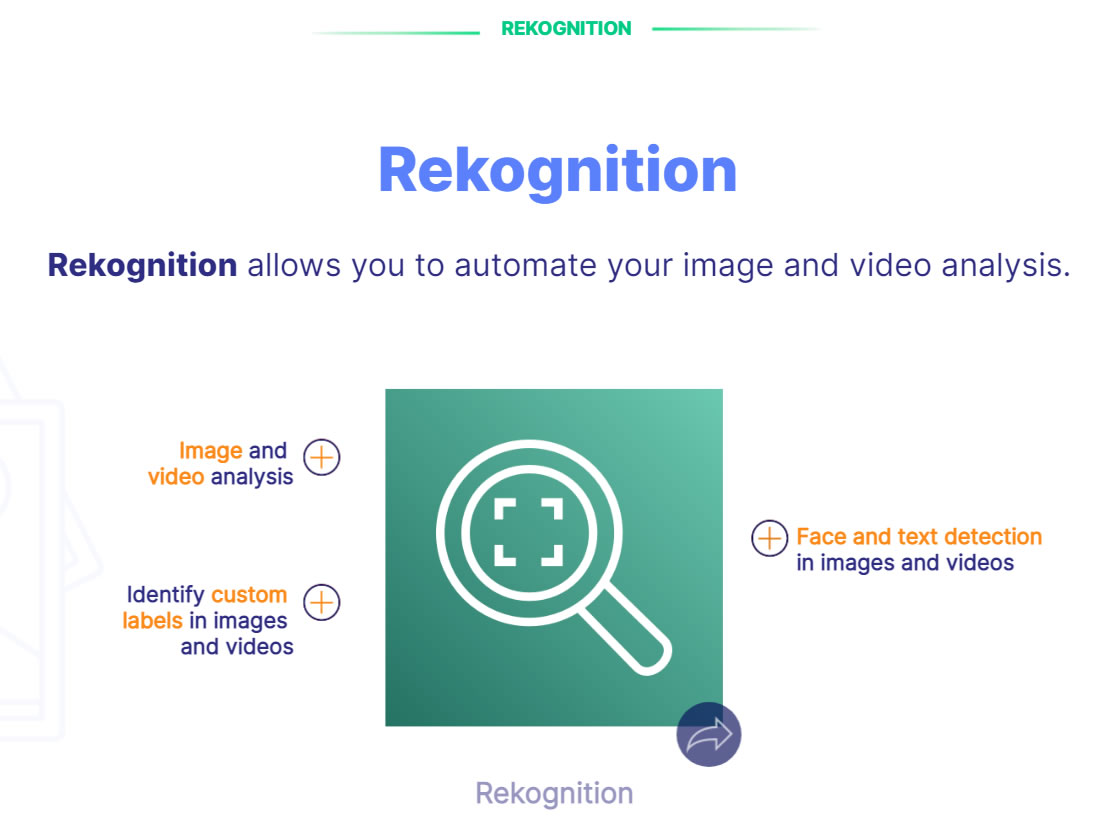 REKOGNITION
Rekognition
Rekognition allows you to automate your image and video analysis.
Image and
video analysis
Identify custom
labels in images
and videos
Face and text detection
in images and videos
Rekognition